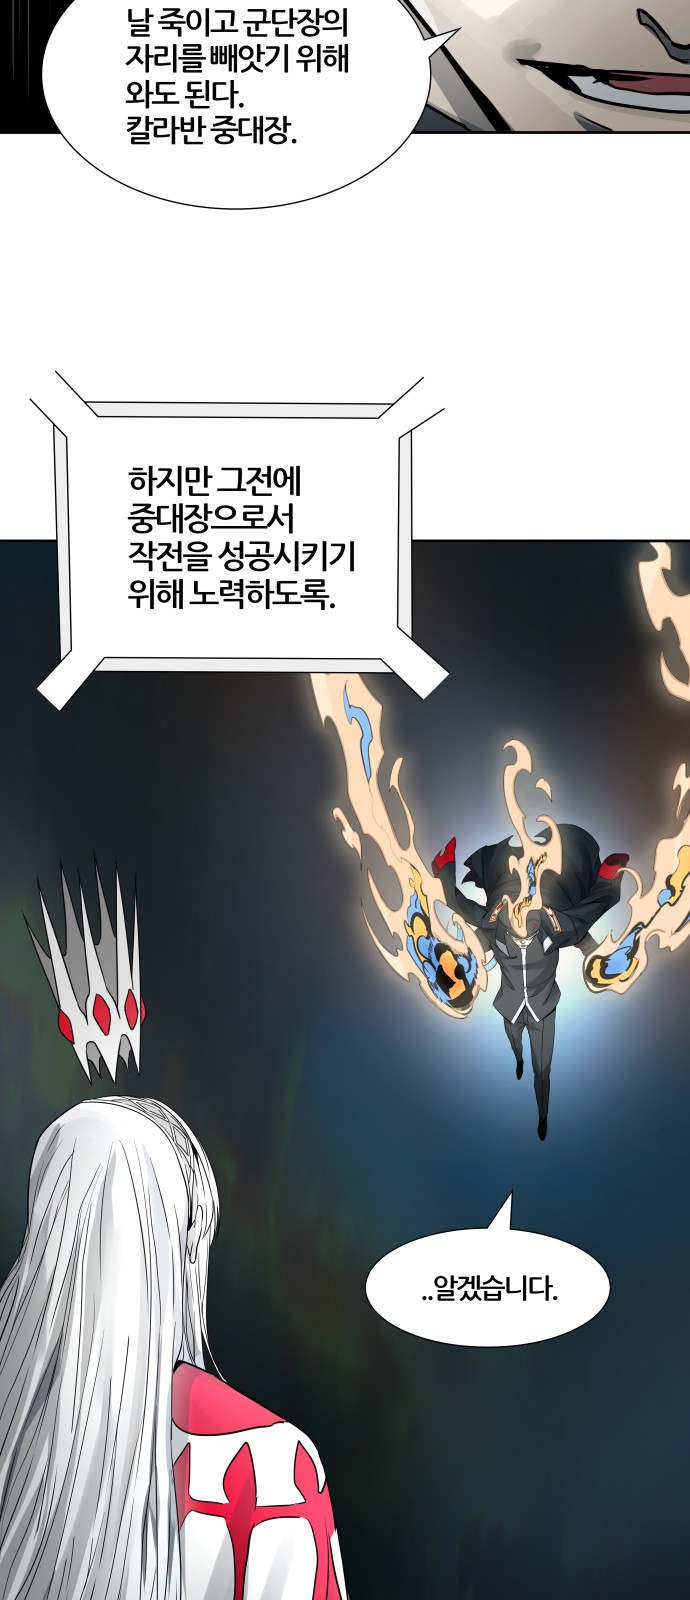 날 죽이고 군단장의
자리를 빼앗기 위해
와도 된다.
칼라반 중대장.
하지만 그전에
중대장으로서
작전을 성공시키기
위해 노력하도록.
..알겠습니다.